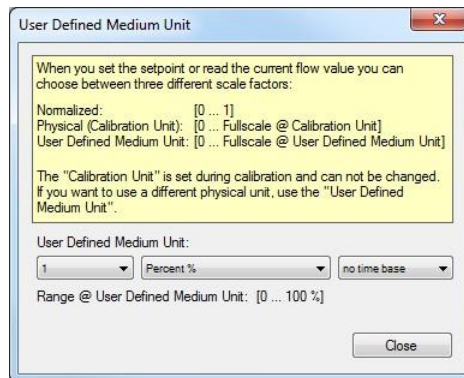 User Defined Medium Unit
When you set the setpoint or read the current flow value you can
choose between three different scale factors:
Normalized: [0 ... 1]
Physical (Calibration Unit): [0 ... Fullscale @ Calibration Unit]
User Defined Medium Unit: [0 ... Fullscale @ User Defined Medium Unit]
The "Calibration Unit" is set during calibration and can not be changed.
If you want to use a different physical unit, use the "User Defined
Medium Unit".
User Defined Medium Unit:
1 Percent % no time base
Range @ User Defined Medium Unit: [0 ... 100 %]
Close